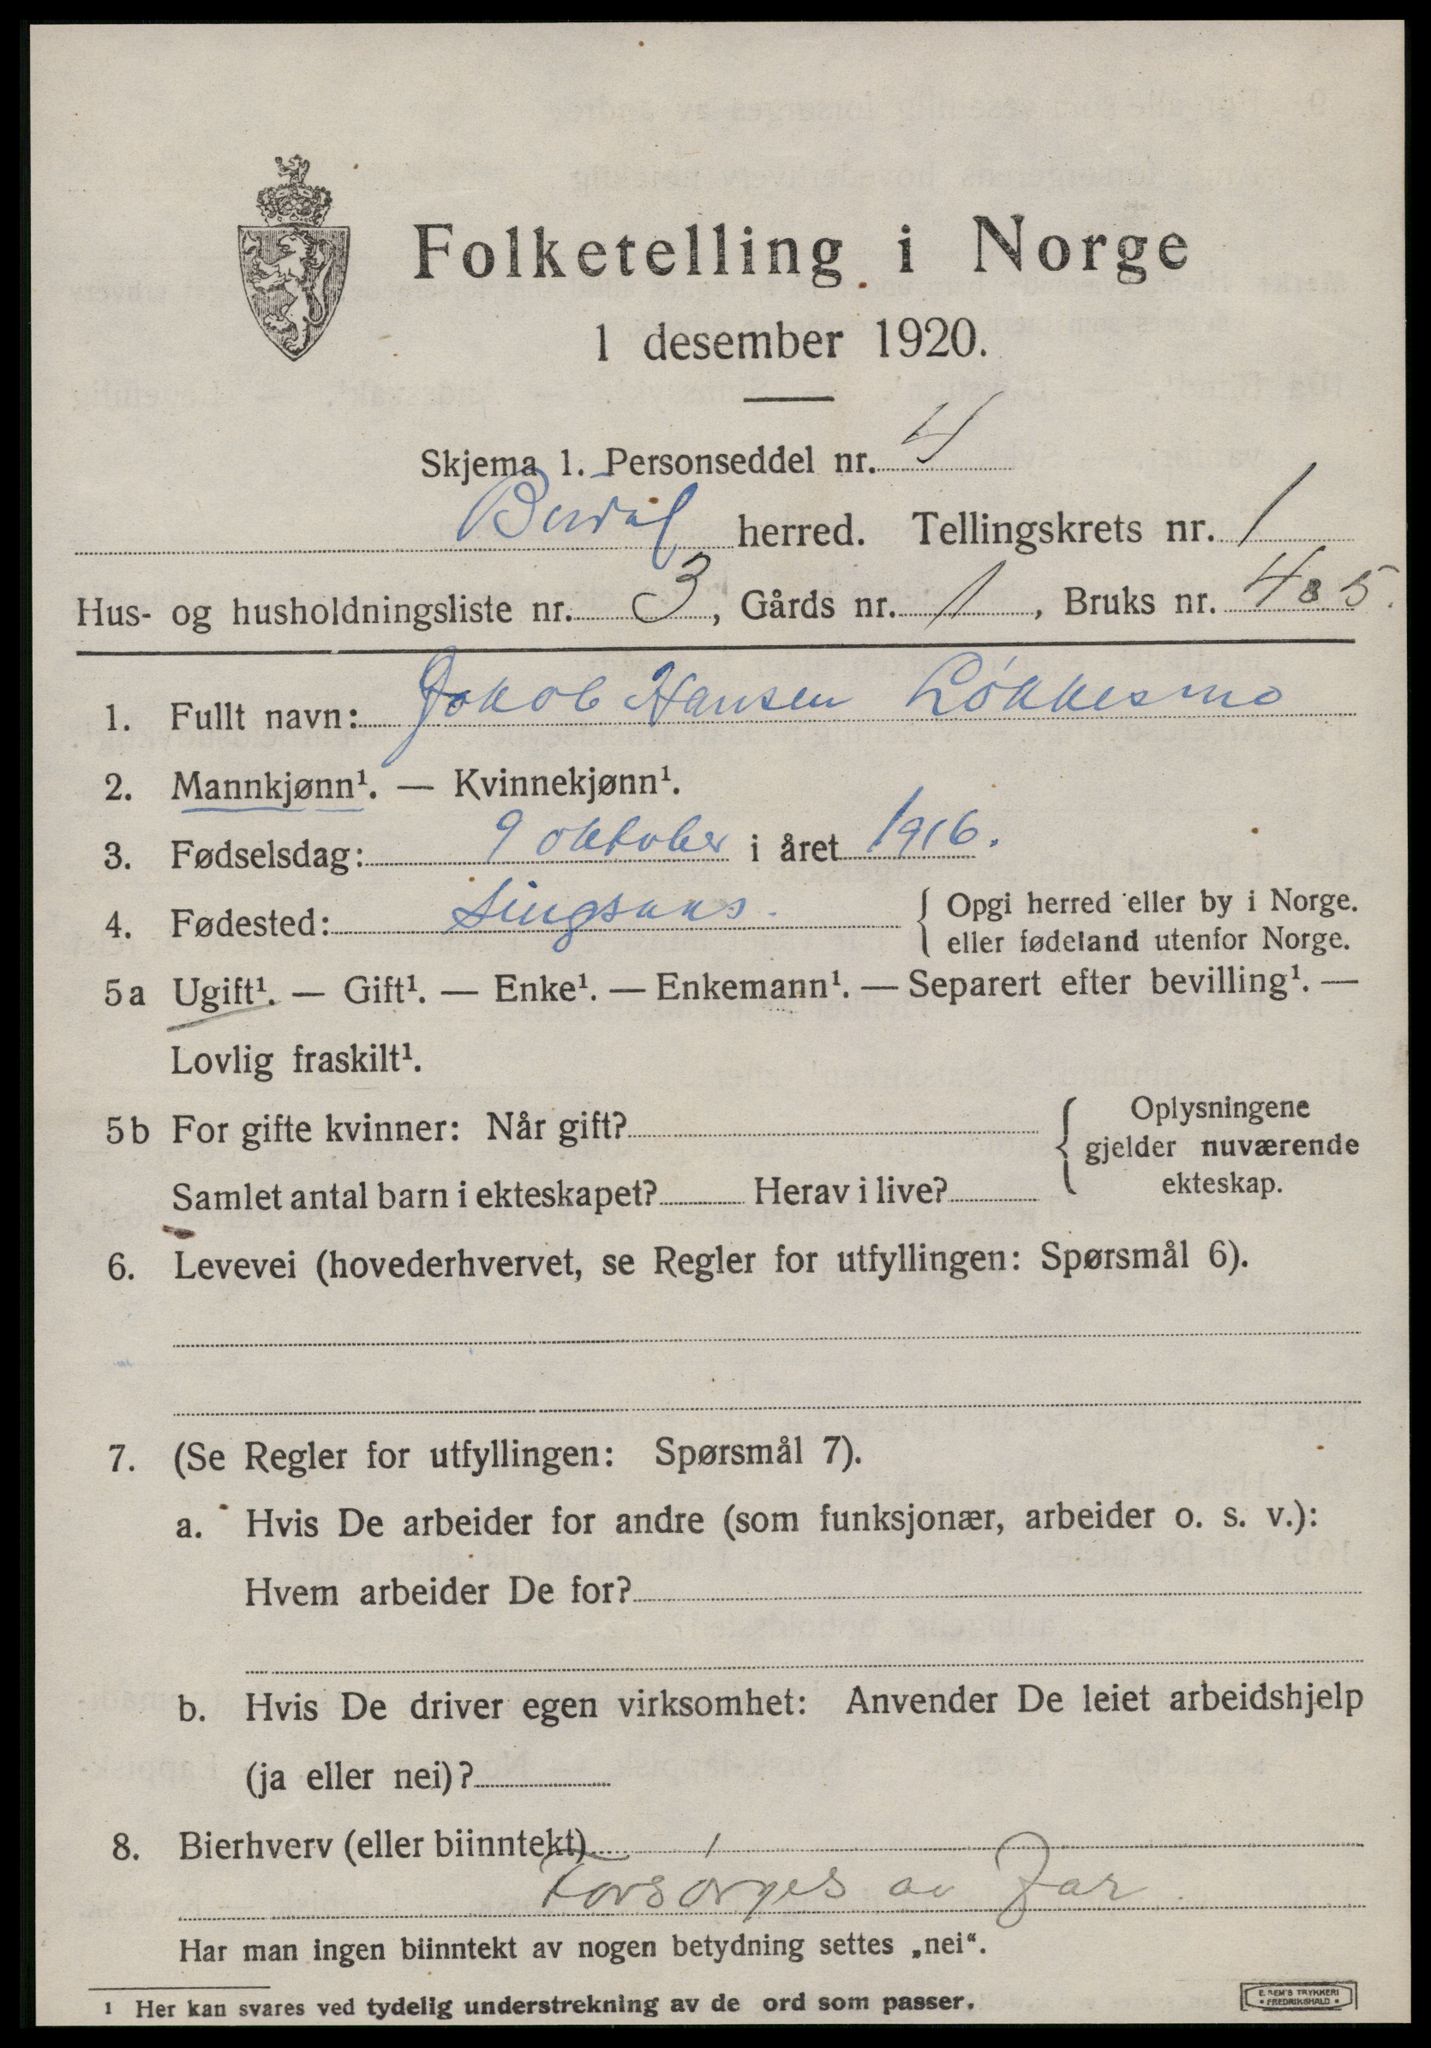 Folketelling i Norge
1 desember 1920.
Skjema 1. Personseddel nr. 4
Budal herred. Tellingskrets nr. 1
Hus- og husholdningsliste nr. 3, Gårds nr. 1, Bruks nr. 4 & 5.
1. Fullt navn: Jakob Hansen Løkkesmo
2. Mannkjønn¹. — Kvinnekjønn¹.
3. Fødselsdag: 9 oktober i året 1916.
4. Fødested: Singsaas. { Opgi herred eller by i Norge.
eller fødeland utenfor Norge.
5a Ugift¹. — Gift¹. — Enke¹. — Enkemann¹. — Separert efter bevilling¹. —
Lovlig fraskilt¹.
5b For gifte kvinner: Når gift? { Oplysningene
gjelder nuværende
ekteskap.
Samlet antal barn i ekteskapet? Herav i live?
6. Levevei (hovederhvervet, se Regler for utfyllingen: Spørsmål 6).
7. (Se Regler for utfyllingen: Spørsmål 7).
a. Hvis De arbeider for andre (som funksjonær, arbeider o. s. v.):
Hvem arbeider De for?
b. Hvis De driver egen virksomhet: Anvender De leiet arbeidshjelp
(ja eller nei)?
8. Bierhverv (eller biinntekt)
Forsørges av Far.
Har man ingen biinntekt av nogen betydning settes „nei“.
¹ Her kan svares ved tydelig understrekning av de ord som passer.
E. SEM'S TRYKKERI
• FREDRIKSHALD •